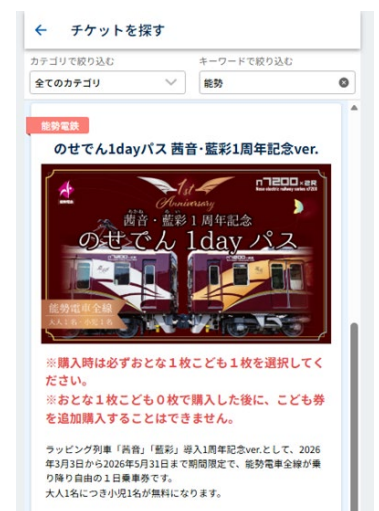 ← チケットを探す
カテゴリで絞り込む
キーワードで絞り込む
全てのカテゴリ
能勢
能勢電鉄
のせでん1dayパス 茜音･藍彩1周年記念ver.
1st
Anniversary
n7200×2R
茜音・藍彩1周年記念
のせでん 1day パス
能勢電車全線
大人1名・小児1名
※購入時は必ずおとな１枚こども１枚を選択してく
ださい。
※おとな１枚こども０枚で購入した後に、こども券
を追加購入することはでき
ません。
ラッピング列車「茜音」「藍彩」導入1周年記念ver.として、2026
年3月3日から2026年5月31日まで期間限定で、能勢電車全線が乗
り降り自由の１日乗車券です。
大人1名につき小児1名が無料になります。